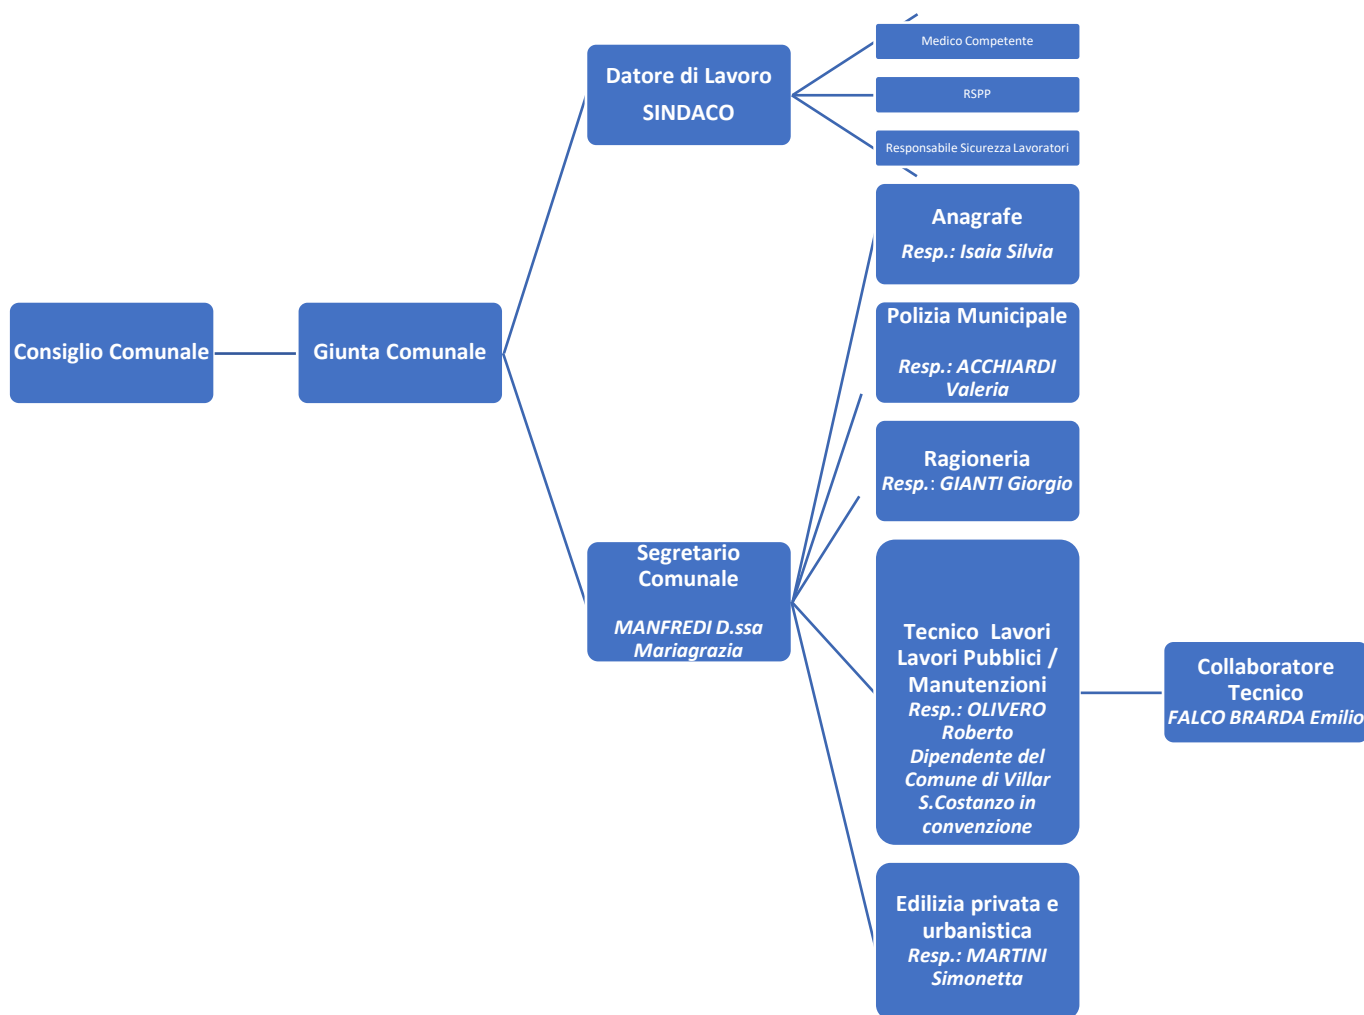 Consiglio Comunale
Giunta Comunale
Datore di Lavoro
SINDACO
Medico Competente
RSPP
Responsabile Sicurezza Lavoratori
Segretario
Comunale
MANFREDI D.ssa
Mariagrazia
Anagrafe
Resp.: Isaia Silvia
Polizia Municipale
Resp.: ACCHIARDI
Valeria
Ragioneria
Resp.: GIANTI Giorgio
Tecnico Lavori
Lavori Pubblici /
Manutenzioni
Resp.: OLIVERO
Roberto
Dipendente del
Comune di Villar
S.Costanzo in
convenzione
Collaboratore
Tecnico
FALCO BRARDA Emilio
Edilizia privata e
urbanistica
Resp.: MARTINI
Simonetta